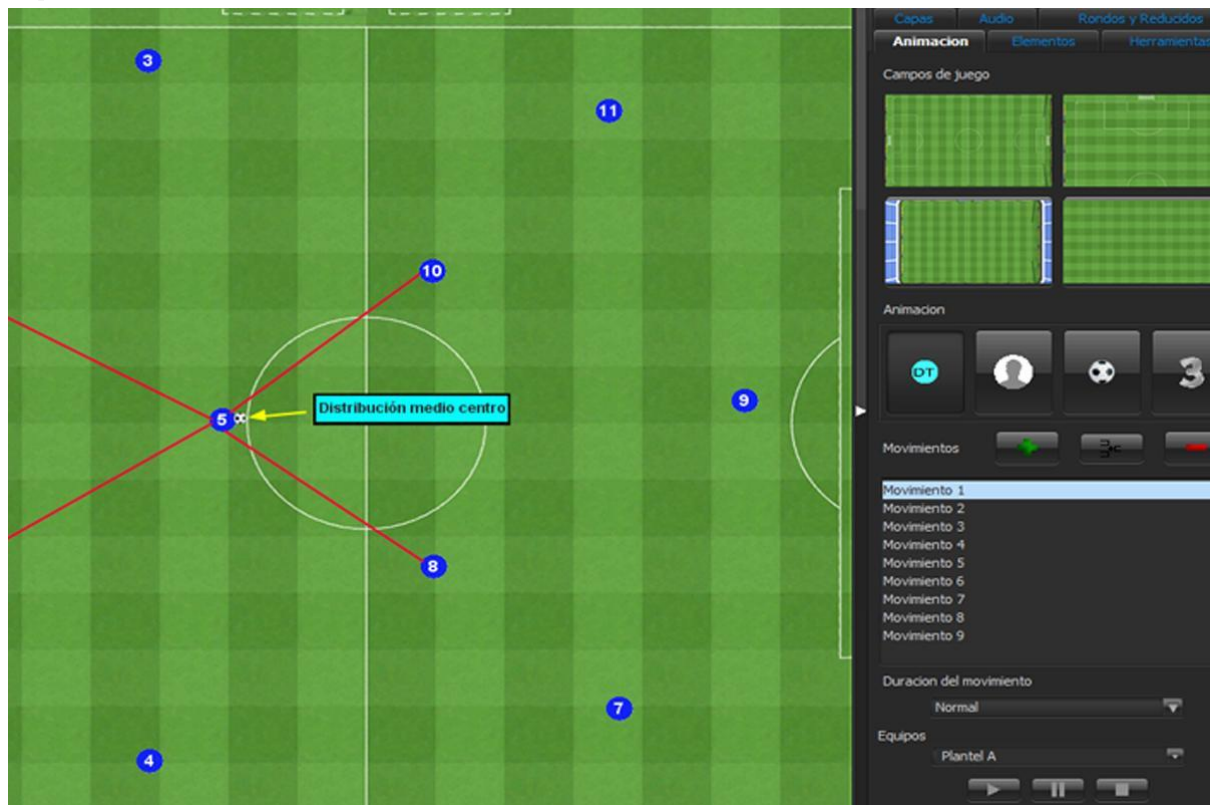 Capas Audio Rondos y Reducidos
Animacion Elementos Herramientas
Campos de juego
3
11
10
Animacion
DT 3
9
Distribución medio centro
5
Movimientos
Movimiento 1
Movimiento 2
Movimiento 3
Movimiento 4
Movimiento 5
Movimiento 6
Movimiento 7
Movimiento 8
Movimiento 9
8
Duracion del movimiento
Normal
7
Equipos
Plantel A
4